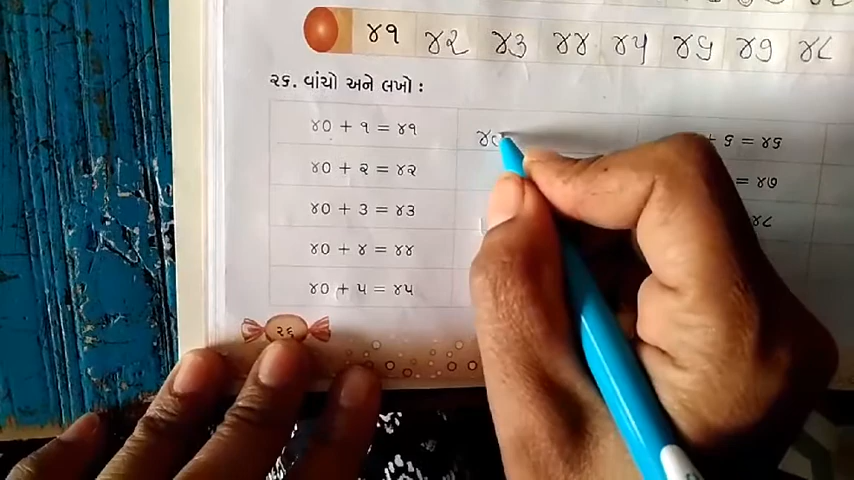 ૪૧ ૪૨ ૪૩ ૪૪ ૪૫ ૪૬ ૪૭ ૪૮
૨૬. વાંચો અને લખો :
૪૦ + ૧ = ૪૧ ૪૦ + ૬ = ૪૬
૪૦ + ૨ = ૪૨ = ૪૭
૪૦ + ૩ = ૪૩ ૪૮
૪૦ + ૪ = ૪૪
૪૦ + ૫ = ૪૫
૨૬